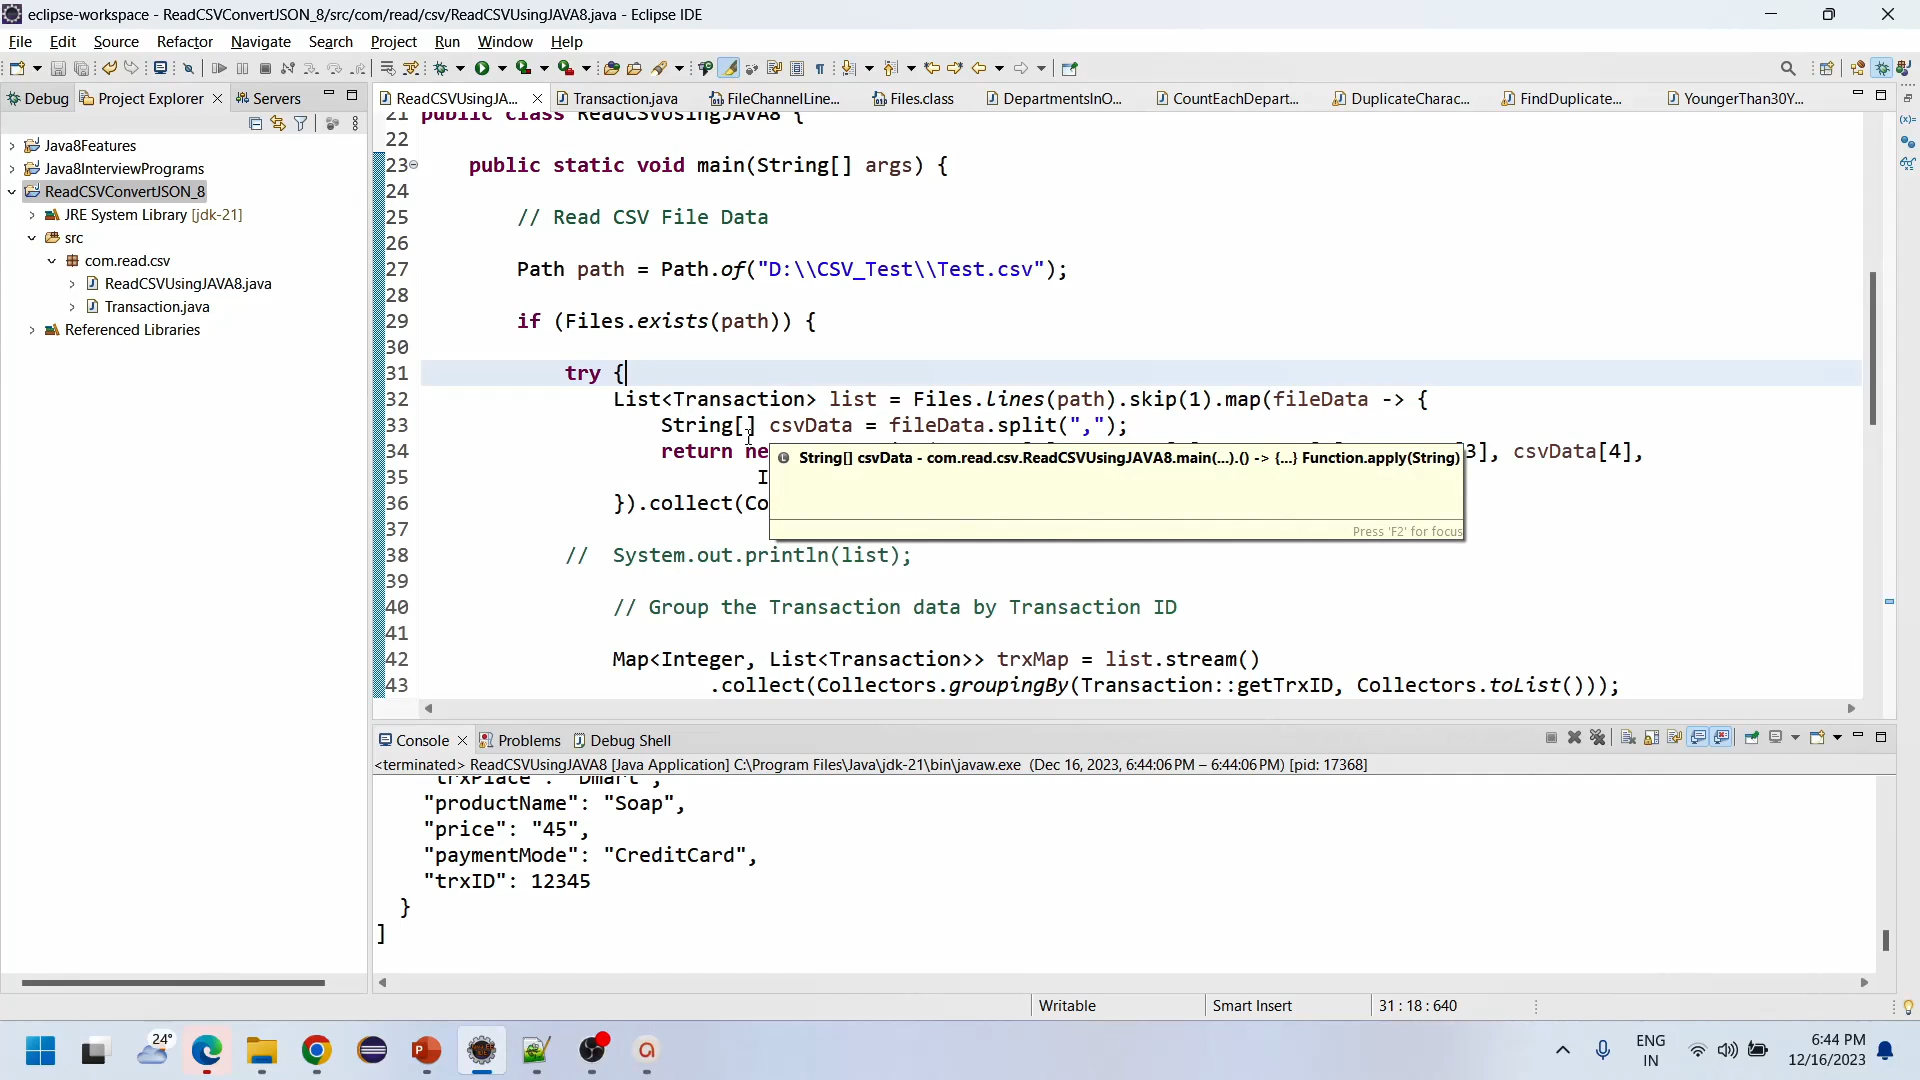 eclipse-workspace - ReadCSVConvertJSON_8/src/com/read/csv/ReadCSVUsingJAVA8.java - Eclipse IDE
File Edit Source Refactor Navigate Search Project Run Window Help
Debug Project Explorer Servers
ReadCSVUsingJA... Transaction.java FileChannelLine... Files.class DepartmentsInO... CountEachDepart... DuplicateCharac... FindDuplicate... YoungerThan30Y...
Java8Features
Java8InterviewPrograms
ReadCSVConvertJSON_8
JRE System Library [jdk-21]
src
com.read.csv
ReadCSVUsingJAVA8.java
Transaction.java
Referenced Libraries
21 public class ReadCSVUsingJAVA8 {
22
23 public static void main(String[] args) {
24
25 // Read CSV File Data
26
27 Path path = Path.of("D:\\CSV_Test\\Test.csv");
28
29 if (Files.exists(path)) {
30
31 try {
32 List<Transaction> list = Files.lines(path).skip(1).map(fileData -> {
33 String[] csvData = fileData.split(",");
34 return ne 3], csvData[4],
String[] csvData - com.read.csv.ReadCSVUsingJAVA8.main(...).() -> {...} Function.apply(String)
35 I
36 }).collect(Co
Press 'F2' for focus
37
38 // System.out.println(list);
39
40 // Group the Transaction data by Transaction ID
41
42 Map<Integer, List<Transaction>> trxMap = list.stream()
43 .collect(Collectors.groupingBy(Transaction::getTrxID, Collectors.toList()));
Console Problems Debug Shell
<terminated> ReadCSVUsingJAVA8 [Java Application] C:\Program Files\Java\jdk-21\bin\javaw.exe (Dec 16, 2023, 6:44:06 PM – 6:44:06 PM) [pid: 17368]
"trxPlace": "Dmart",
"productName": "Soap",
"price": "45",
"paymentMode": "CreditCard",
"trxID": 12345
}
]
Writable Smart Insert 31 : 18 : 640
24°
ENG
IN
6:44 PM
12/16/2023